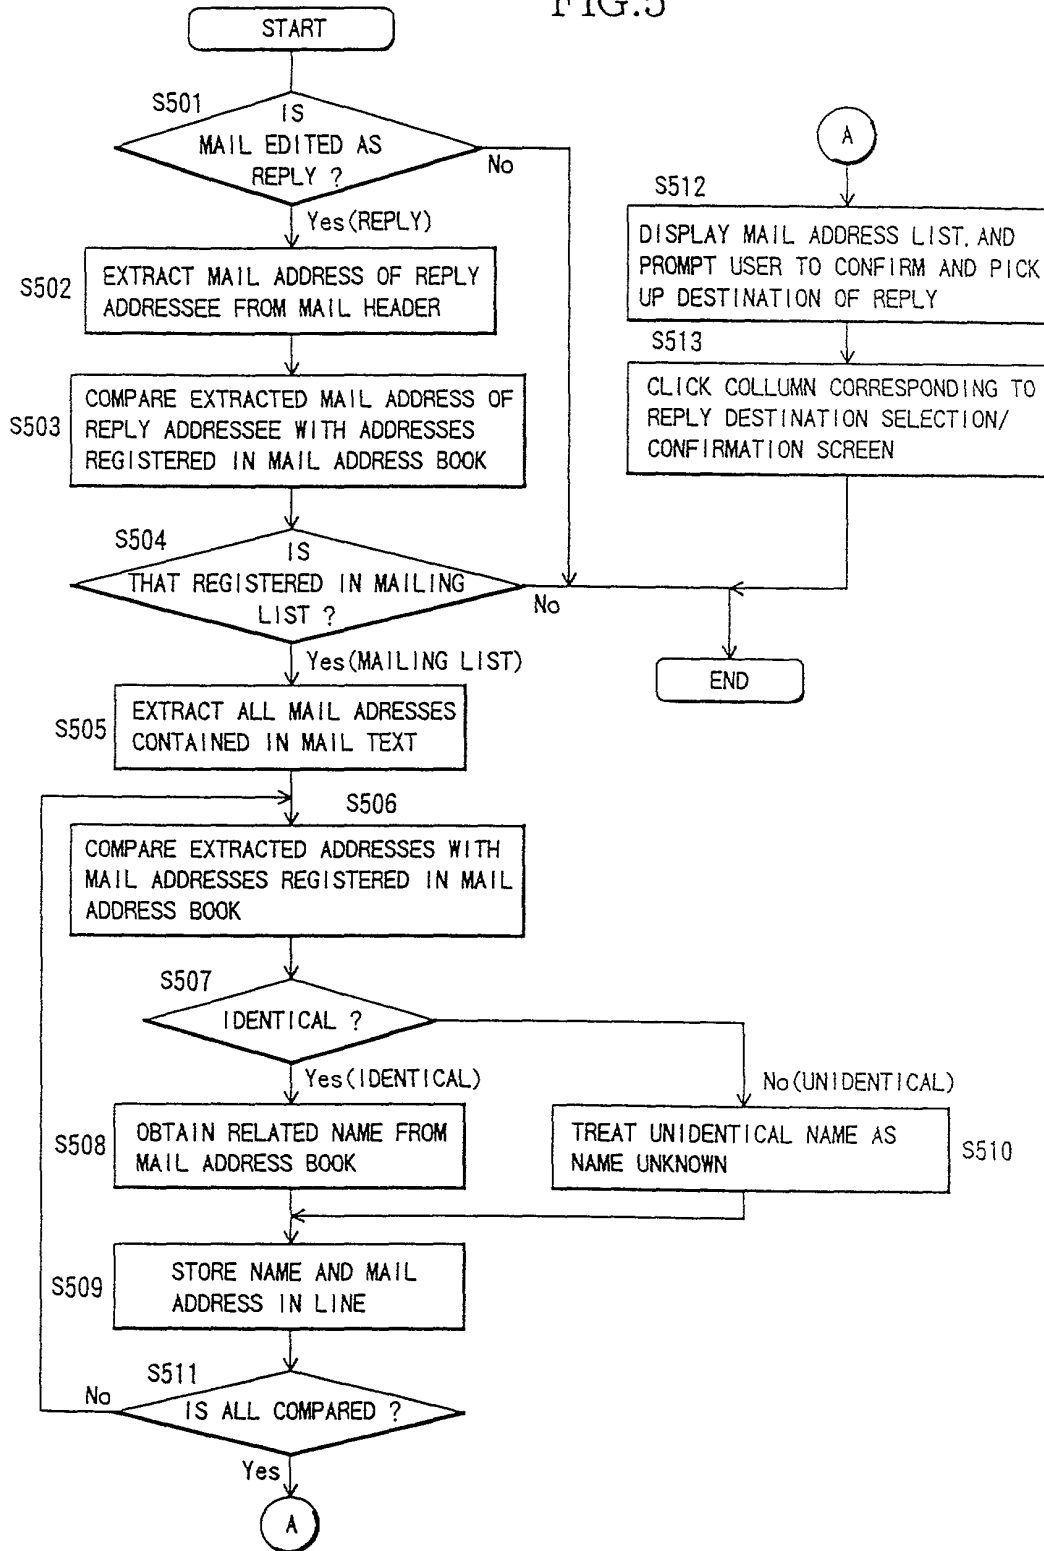 FIG.5
START
S501
IS
MAIL EDITED AS
REPLY ?
No
Yes(REPLY)
S502
EXTRACT MAIL ADDRESS OF REPLY
ADDRESSEE FROM MAIL HEADER
S503
COMPARE EXTRACTED MAIL ADDRESS OF
REPLY ADDRESSEE WITH ADDRESSES
REGISTERED IN MAIL ADDRESS BOOK
S504
IS
THAT REGISTERED IN MAILING
LIST ?
No
Yes(MAILING LIST)
S505
EXTRACT ALL MAIL ADRESSES
CONTAINED IN MAIL TEXT
S506
COMPARE EXTRACTED ADDRESSES WITH
MAIL ADDRESSES REGISTERED IN MAIL
ADDRESS BOOK
S507
IDENTICAL ?
Yes(IDENTICAL)
No(UNIDENTICAL)
S508
OBTAIN RELATED NAME FROM
MAIL ADDRESS BOOK
TREAT UNIDENTICAL NAME AS
NAME UNKNOWN
S510
S509
STORE NAME AND MAIL
ADDRESS IN LINE
S511
No
IS ALL COMPARED ?
Yes
A
A
S512
DISPLAY MAIL ADDRESS LIST, AND
PROMPT USER TO CONFIRM AND PICK
UP DESTINATION OF REPLY
S513
CLICK COLLUMN CORRESPONDING TO
REPLY DESTINATION SELECTION/
CONFIRMATION SCREEN
END